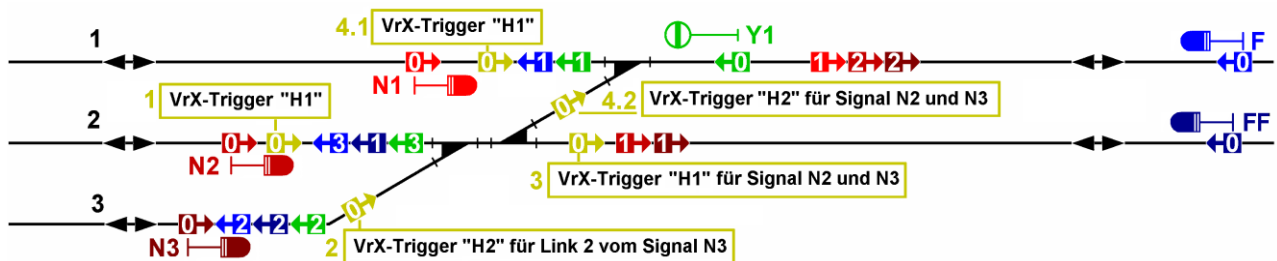 4.1 VrX-Trigger "H1"
1 0 0 1 1 Y1 0 1 2 2 F 0
N1
1 VrX-Trigger "H1"
0 4.2 VrX-Trigger "H2" für Signal N2 und N3
2 0 0 3 1 3 0 1 1 FF 0
N2
3 VrX-Trigger "H1" für Signal N2 und N3
0
3 0 2 2 2
N3 2 VrX-Trigger "H2" für Link 2 vom Signal N3